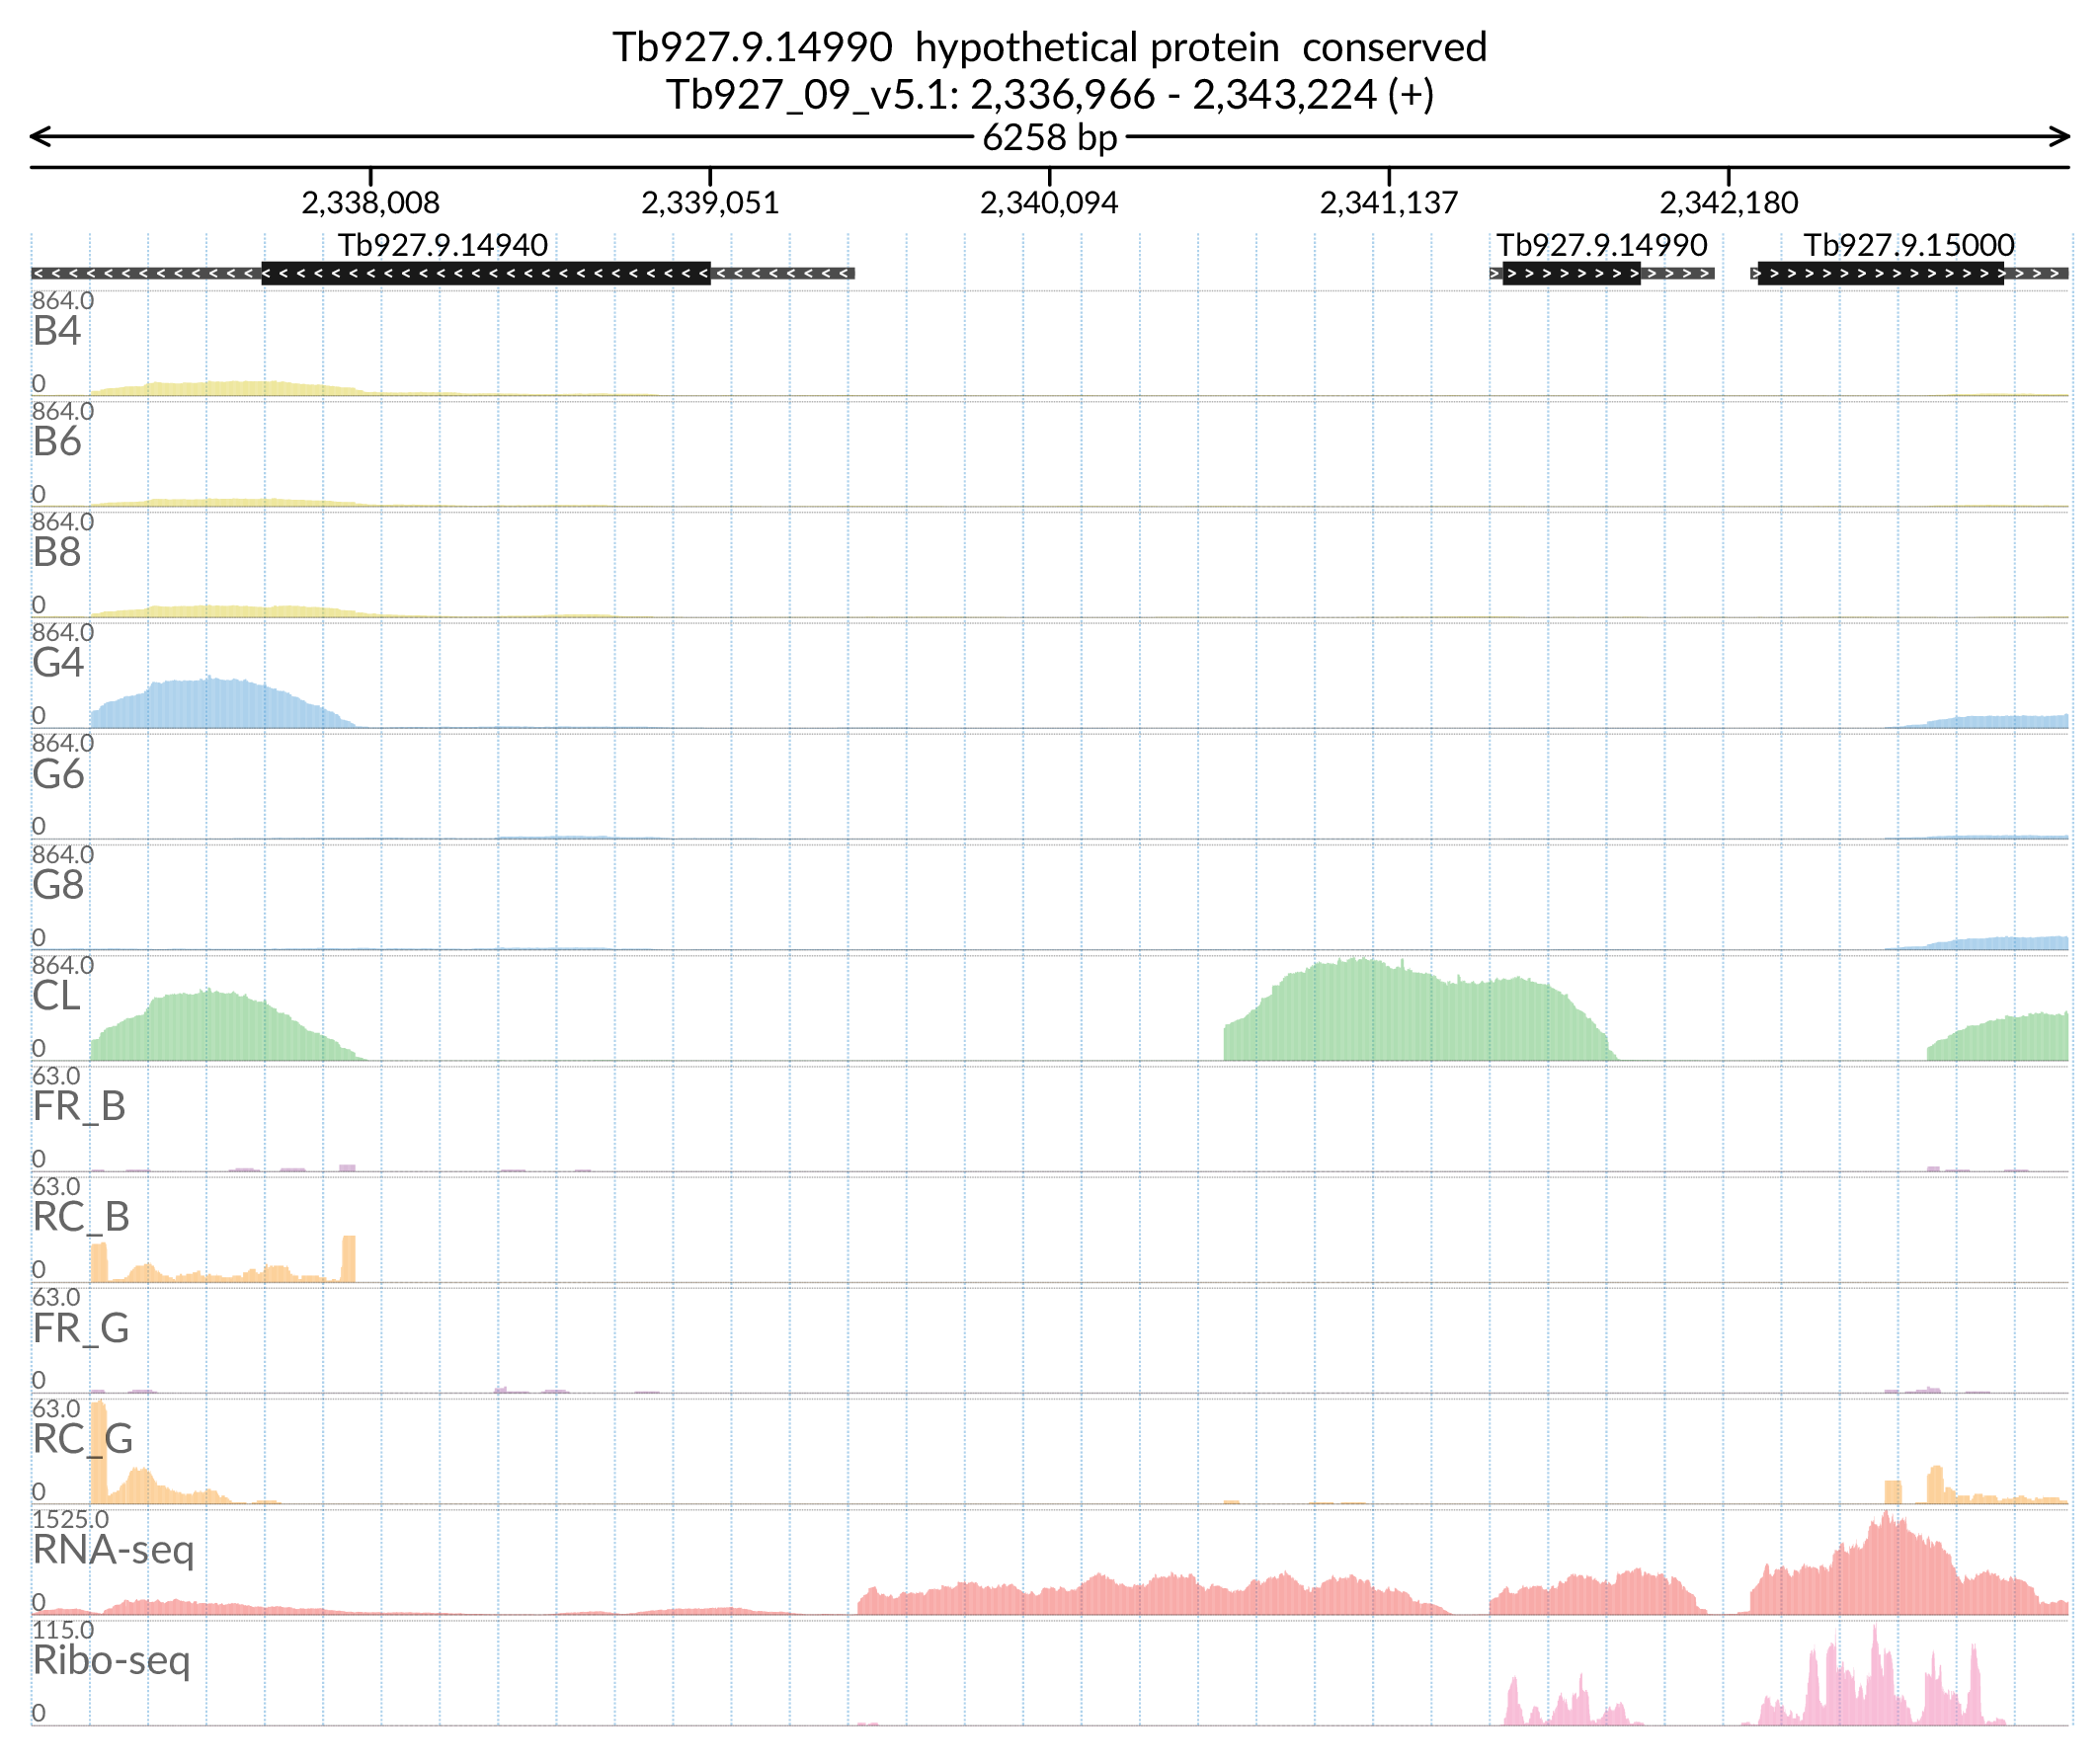 Tb927.9.14990 hypothetical protein conserved
Tb927_09_v5.1: 2,336,966 - 2,343,224 (+)
6258 bp
2,338,008 2,339,051 2,340,094 2,341,137 2,342,180
Tb927.9.14940 Tb927.9.14990 Tb927.9.15000
864.0
B4
0
864.0
B6
0
864.0
B8
0
864.0
G4
0
864.0
G6
0
864.0
G8
0
864.0
CL
0
63.0
FR_B
0
63.0
RC_B
0
63.0
FR_G
0
63.0
RC_G
0
1525.0
RNA-seq
0
115.0
Ribo-seq
0